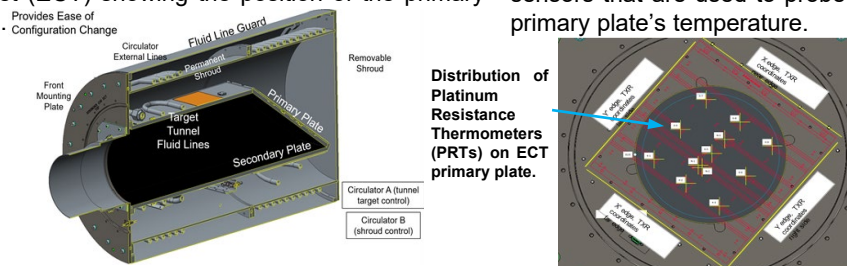 (ECT) showing the position of the primary
sensors that are used to probe
primary plate's temperature.
Provides Ease of
Configuration Change
Circulator
External Lines
Fluid Line Guard
Permanent
Shroud
Removable
Shroud
Front
Mounting
Plate
Target
Tunnel
Fluid Lines
Primary Plate
Secondary Plate
Circulator A (tunnel
target control)
Circulator B
(shroud control)
Distribution of
Platinum
Resistance
Thermometers
(PRTs) on ECT
primary plate.
Y' edge, TXR
coordinates
X edge, TXR
coordinates
X' edge, TXR
coordinates
Y edge, TXR
coordinates
right side